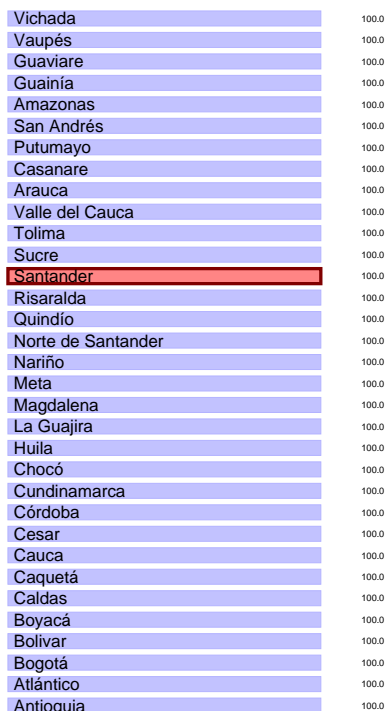 Vichada 100.0
Vaupés 100.0
Guaviare 100.0
Guainía 100.0
Amazonas 100.0
San Andrés 100.0
Putumayo 100.0
Casanare 100.0
Arauca 100.0
Valle del Cauca 100.0
Tolima 100.0
Sucre 100.0
Santander 100.0
Risaralda 100.0
Quindío 100.0
Norte de Santander 100.0
Nariño 100.0
Meta 100.0
Magdalena 100.0
La Guajira 100.0
Huila 100.0
Chocó 100.0
Cundinamarca 100.0
Córdoba 100.0
Cesar 100.0
Cauca 100.0
Caquetá 100.0
Caldas 100.0
Boyacá 100.0
Bolivar 100.0
Bogotá 100.0
Atlántico 100.0
Antioquia 100.0